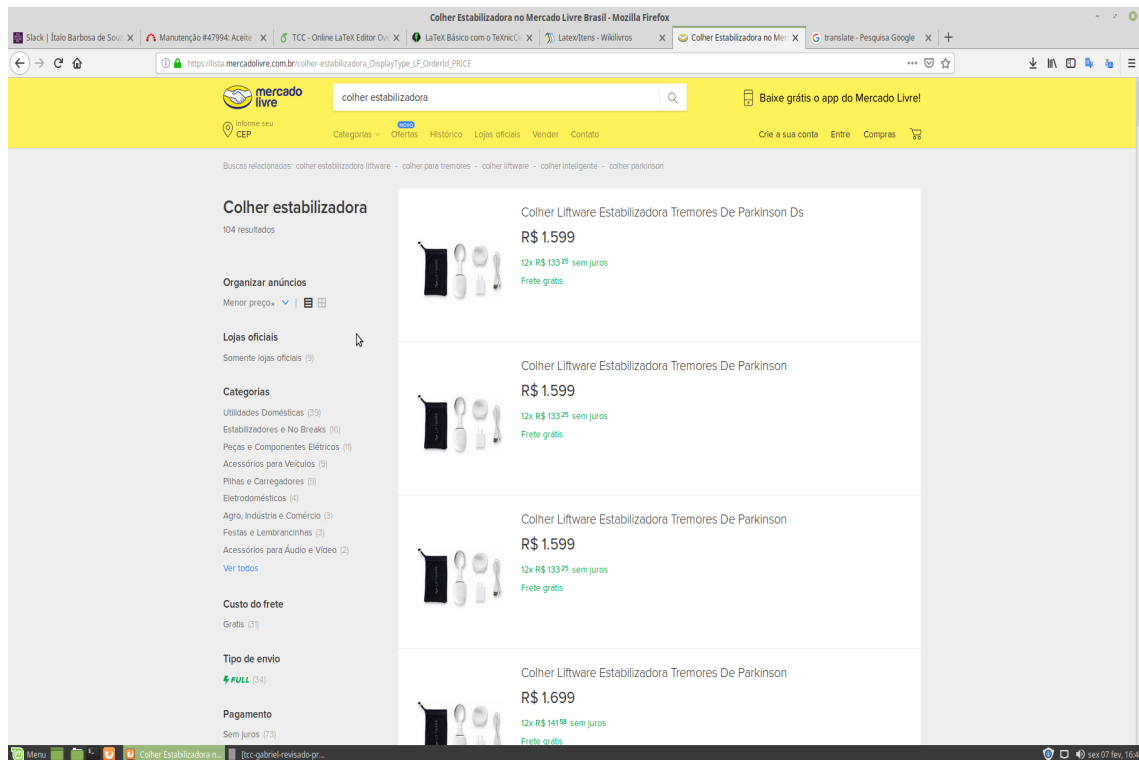 Colher Estabilizadora no Mercado Livre Brasil - Mozilla Firefox
Slack | Ítalo Barbosa de Sou
Manutenção #47994: Aceite
TCC - Online LaTeX Editor Ove
LaTeX Básico com o TeXnicCe
Latex/Itens - Wikilivros
Colher Estabilizadora no Mer
translate - Pesquisa Google
https://lista.mercadolivre.com.br/colher-estabilizadora_DisplayType_LF_OrderId_PRICE
mercado
livre
colher estabilizadora
Baixe grátis o app do Mercado Livre!
Informe seu
CEP
NOVO
Categorias Ofertas Histórico Lojas oficiais Vender Contato
Crie a sua conta Entre Compras
Buscas relacionadas: colher estabilizadora liftware - colher para tremores - colher liftware - colher inteligente - colher parkinson
Colher estabilizadora
104 resultados
Organizar anúncios
Menor preço
Lojas oficiais
Somente lojas oficiais (9)
Categorias
Utilidades Domésticas (39)
Estabilizadores e No Breaks (16)
Peças e Componentes Elétricos (11)
Acessórios para Veículos (9)
Pilhas e Carregadores (9)
Eletrodomésticos (4)
Agro, Indústria e Comércio (3)
Festas e Lembrancinhas (3)
Acessórios para Áudio e Vídeo (2)
Ver todos
Custo do frete
Grátis (31)
Tipo de envio
FULL (34)
Pagamento
Sem juros (73)
Colher Liftware Estabilizadora Tremores De Parkinson Ds
R$ 1.599
12x R$ 133 25 sem juros
Frete grátis
Colher Liftware Estabilizadora Tremores De Parkinson
R$ 1.599
12x R$ 133 25 sem juros
Frete grátis
Colher Liftware Estabilizadora Tremores De Parkinson
R$ 1.599
12x R$ 133 25 sem juros
Frete grátis
Colher Liftware Estabilizadora Tremores De Parkinson
R$ 1.699
12x R$ 141 58 sem juros
Frete grátis
Menu
Colher Estabilizadora n...
[tcc-gabriel-revisado-pr...
sex 07 fev, 16:4